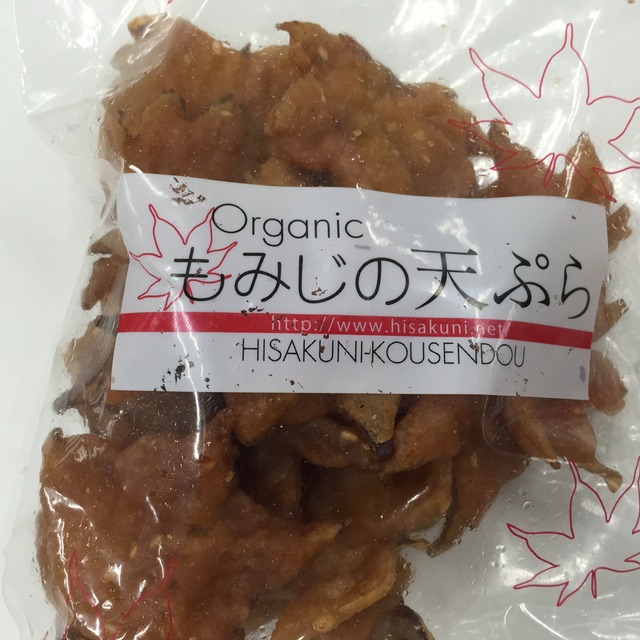 Organic
もみじの天ぷら
http://www.hisakuni.net
HISAKUNI-KOUSENDOU